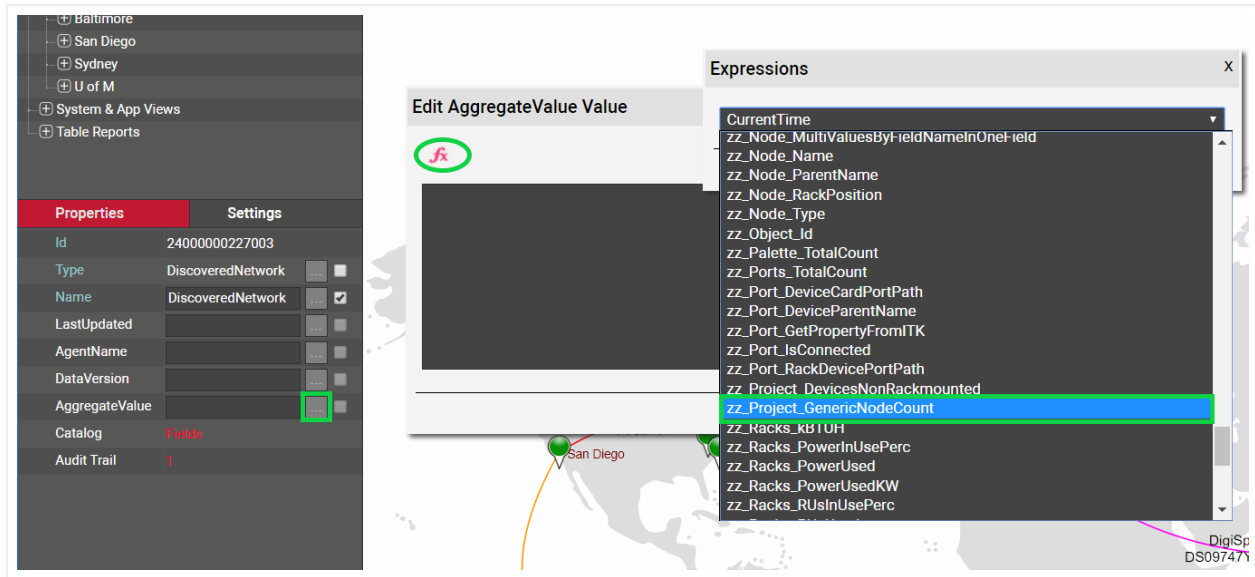 Baltimore
San Diego
Sydney
U of M
System & App Views
Table Reports
Properties Settings
Id 24000000227003
Type DiscoveredNetwork ...
Name DiscoveredNetwork ...
LastUpdated ...
AgentName ...
DataVersion ...
AggregateValue ...
Catalog Fields
Audit Trail 1
Edit AggregateValue Value
fx
Expressions X
CurrentTime
zz_Node_MultiValuesByFieldNameInOneField
zz_Node_Name
zz_Node_ParentName
zz_Node_RackPosition
zz_Node_Type
zz_Object_Id
zz_Palette_TotalCount
zz_Ports_TotalCount
zz_Port_DeviceCardPortPath
zz_Port_DeviceParentName
zz_Port_GetPropertyFromITK
zz_Port_IsConnected
zz_Port_RackDevicePortPath
zz_Project_DevicesNonRackmounted
zz_Project_GenericNodeCount
zz_Racks_kBTUH
zz_Racks_PowerInUsePerc
zz_Racks_PowerUsed
zz_Racks_PowerUsedKW
zz_Racks_RUsInUsePerc
San Diego
DigiSp
DS09747Y